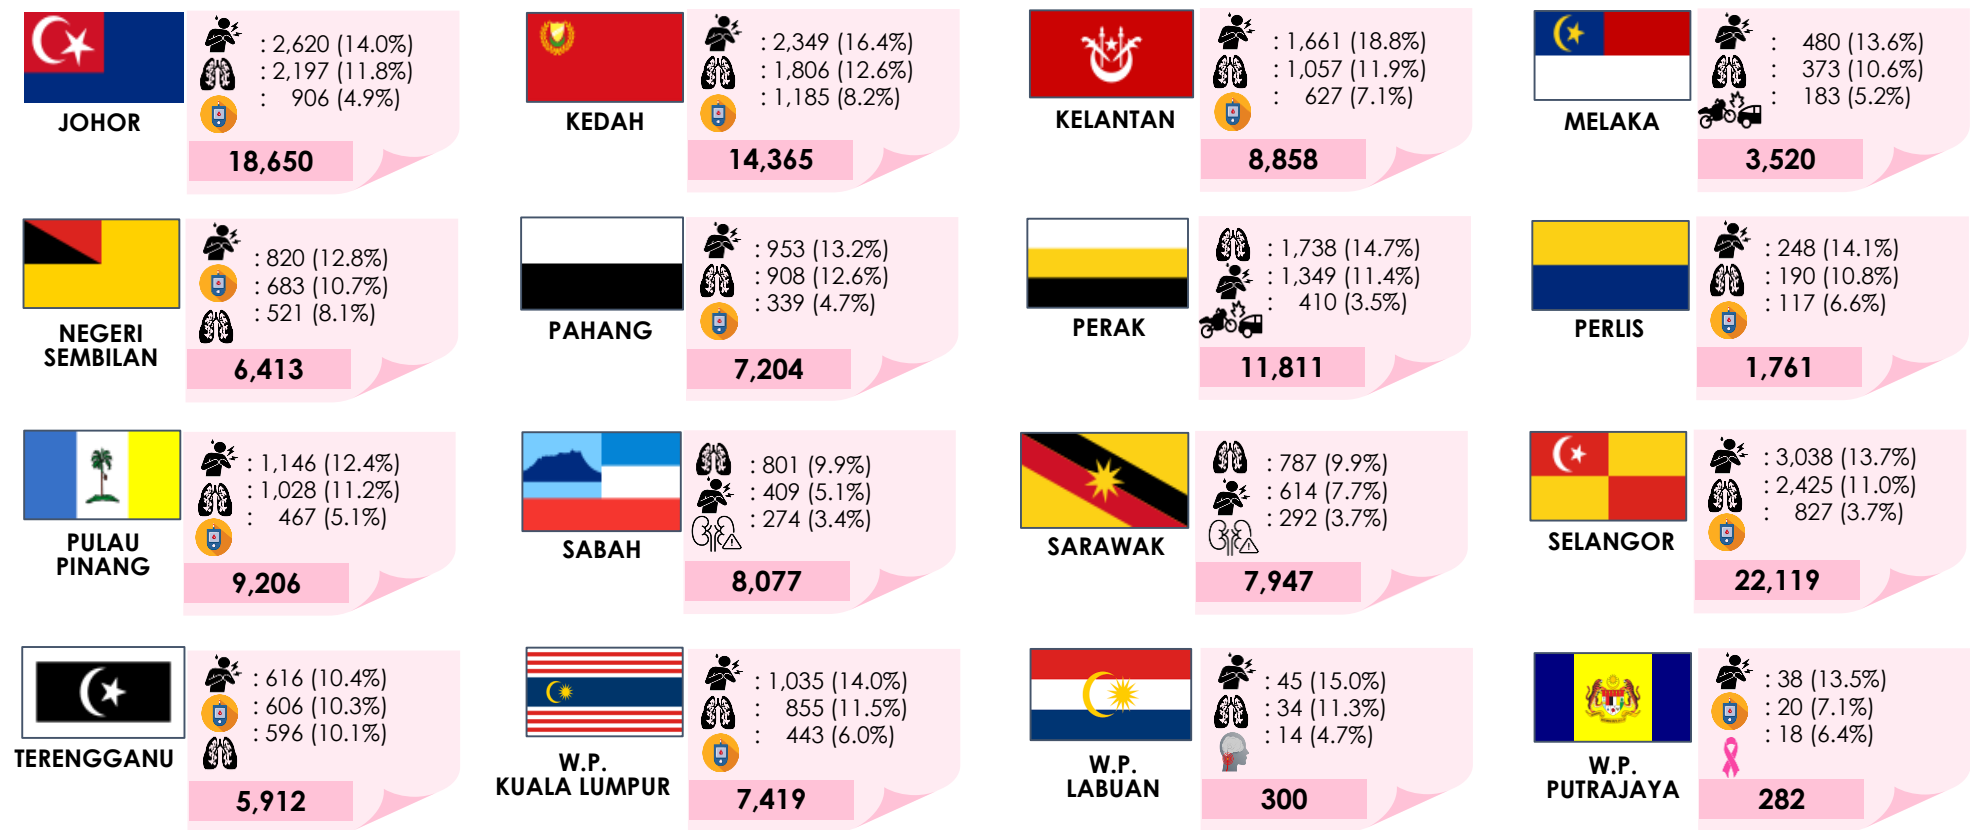 : 2,620 (14.0%)
: 2,197 (11.8%)
: 906 (4.9%)
JOHOR
18,650
: 2,349 (16.4%)
: 1,806 (12.6%)
: 1,185 (8.2%)
KEDAH
14,365
: 1,661 (18.8%)
: 1,057 (11.9%)
: 627 (7.1%)
KELANTAN
8,858
: 480 (13.6%)
: 373 (10.6%)
: 183 (5.2%)
MELAKA
3,520
: 820 (12.8%)
: 683 (10.7%)
: 521 (8.1%)
NEGERI
SEMBILAN
6,413
: 953 (13.2%)
: 908 (12.6%)
: 339 (4.7%)
PAHANG
7,204
: 1,738 (14.7%)
: 1,349 (11.4%)
: 410 (3.5%)
PERAK
11,811
: 248 (14.1%)
: 190 (10.8%)
: 117 (6.6%)
PERLIS
1,761
: 1,146 (12.4%)
: 1,028 (11.2%)
: 467 (5.1%)
PULAU
PINANG
9,206
: 801 (9.9%)
: 409 (5.1%)
: 274 (3.4%)
SABAH
8,077
: 787 (9.9%)
: 614 (7.7%)
: 292 (3.7%)
SARAWAK
7,947
: 3,038 (13.7%)
: 2,425 (11.0%)
: 827 (3.7%)
SELANGOR
22,119
: 616 (10.4%)
: 606 (10.3%)
: 596 (10.1%)
TERENGGANU
5,912
: 1,035 (14.0%)
: 855 (11.5%)
: 443 (6.0%)
W.P.
KUALA LUMPUR
7,419
: 45 (15.0%)
: 34 (11.3%)
: 14 (4.7%)
W.P.
LABUAN
300
: 38 (13.5%)
: 20 (7.1%)
: 18 (6.4%)
W.P.
PUTRAJAYA
282